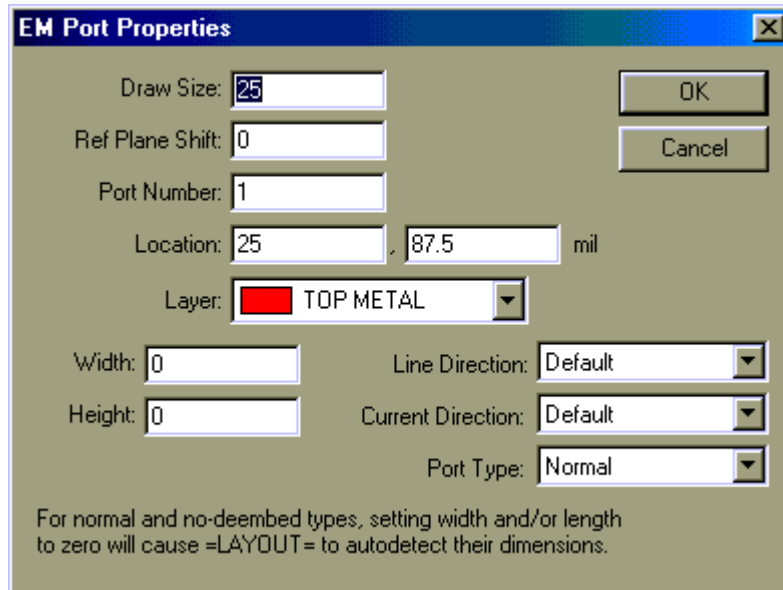 EM Port Properties
Draw Size: 25
OK
Ref Plane Shift: 0
Cancel
Port Number: 1
Location: 25 , 87.5 mil
Layer: TOP METAL
Width: 0
Line Direction: Default
Height: 0
Current Direction: Default
Port Type: Normal
For normal and no-deembed types, setting width and/or length
to zero will cause =LAYOUT= to autodetect their dimensions.